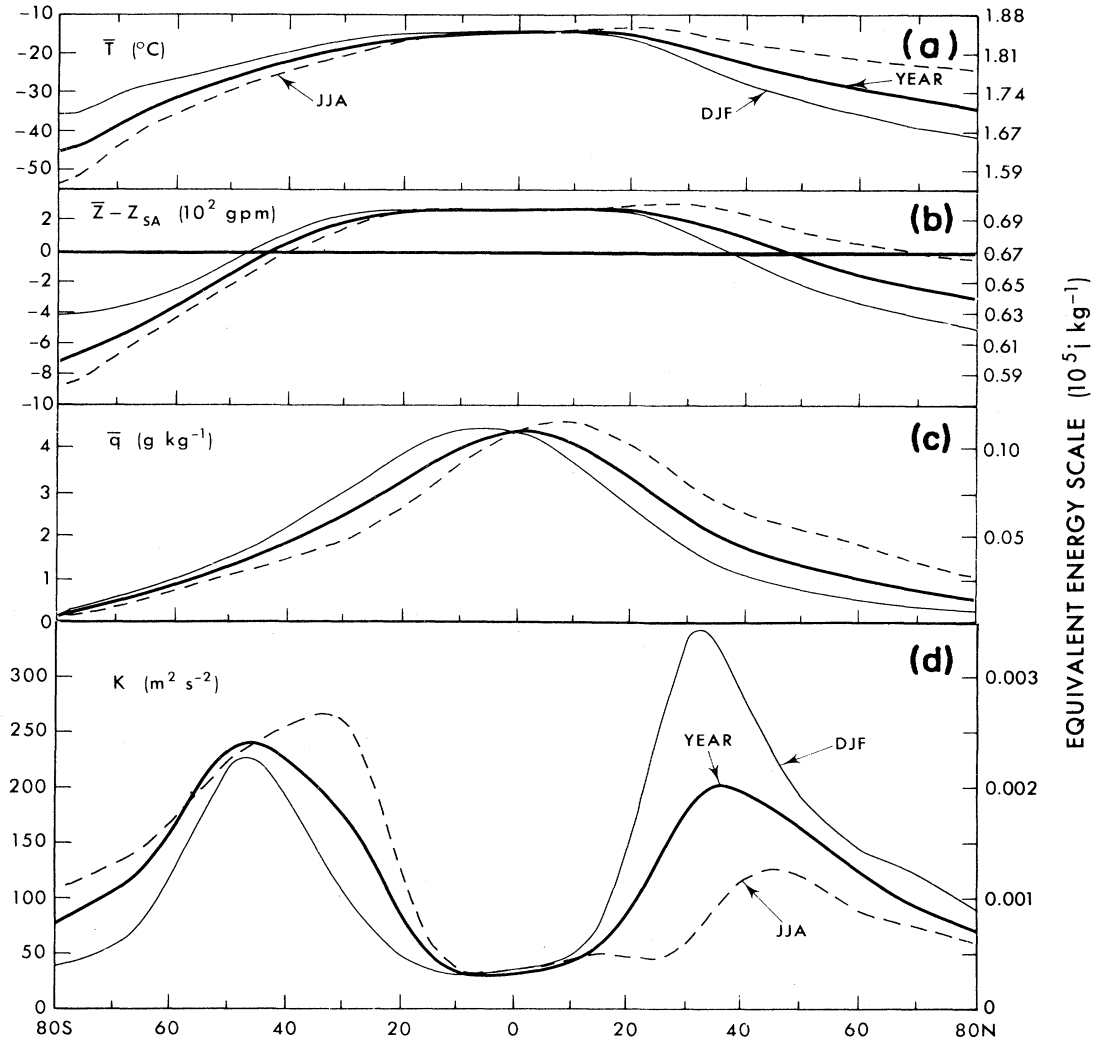 -10
T̅ (°C)
(a)
1.88
-20
1.81
YEAR
-30
JJA
DJF
1.74
-10
1.67
-50
1.59
2
Z̅ – Z_SA (10² gpm)
(b)
0.69
0
0.67
-2
0.65
-4
0.63
-6
0.61
-8
0.59
-10
4
q̅ (g kg⁻¹)
(c)
0.10
3
2
0.05
1
0
300
K (m² s⁻²)
(d)
0.003
250
YEAR
DJF
200
0.002
150
100
0.001
JJA
50
0
0
80S
60
40
20
0
20
40
60
80N
EQUIVALENT ENERGY SCALE (10⁵ j kg⁻¹)